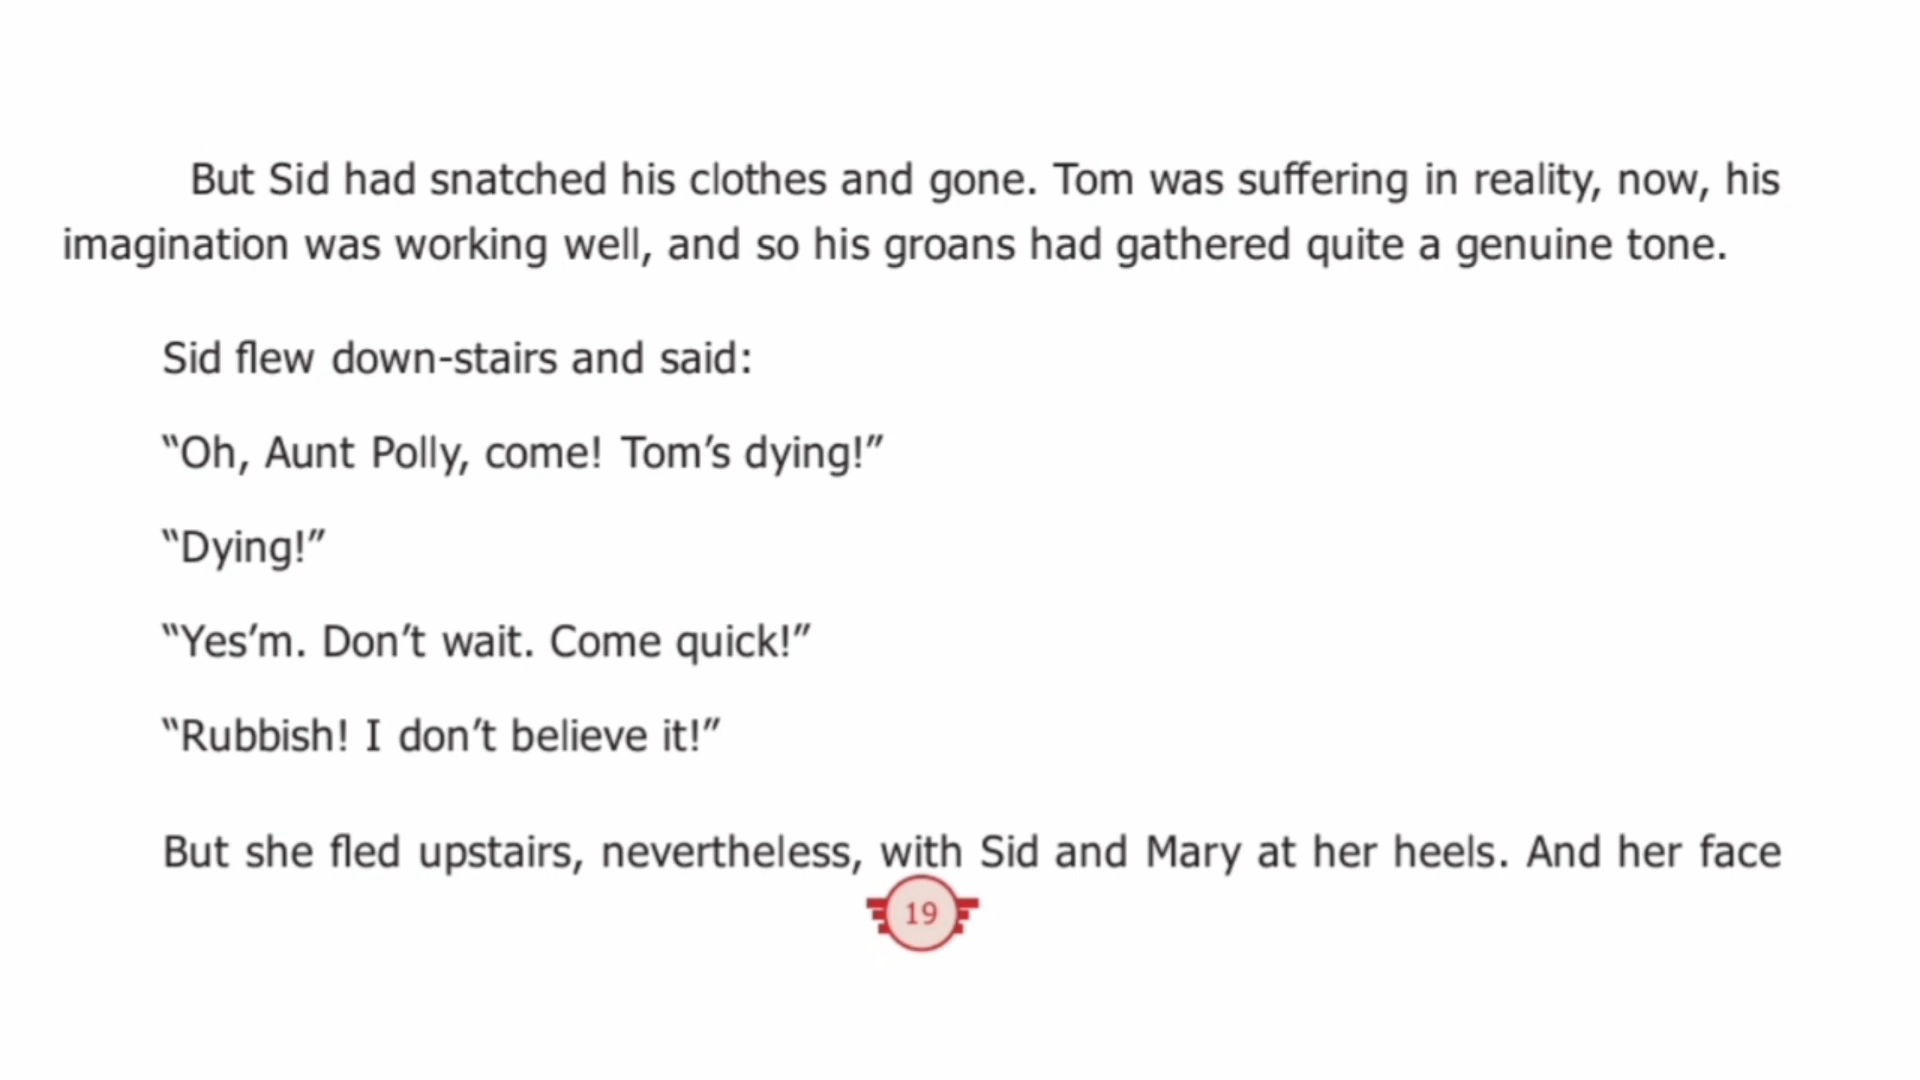 But Sid had snatched his clothes and gone. Tom was suffering in reality, now, his
imagination was working well, and so his groans had gathered quite a genuine tone.
Sid flew down-stairs and said:
“Oh, Aunt Polly, come! Tom’s dying!”
“Dying!”
“Yes’m. Don’t wait. Come quick!”
“Rubbish! I don’t believe it!”
But she fled upstairs, nevertheless, with Sid and Mary at her heels. And her face
19